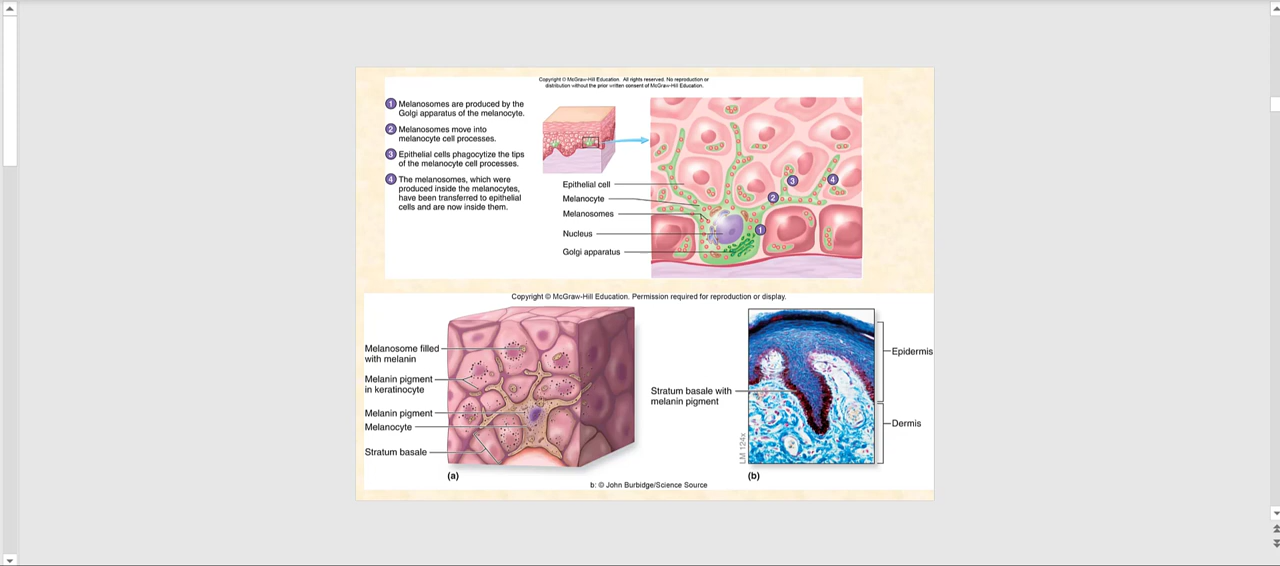 Copyright © McGraw-Hill Education. All rights reserved. No reproduction or
distribution without the prior written consent of McGraw-Hill Education.
1 Melanosomes are produced by the
Golgi apparatus of the melanocyte.
2 Melanosomes move into
melanocyte cell processes.
3 Epithelial cells phagocytize the tips
of the melanocyte cell processes.
4 The melanosomes, which were
produced inside the melanocytes,
have been transferred to epithelial
cells and are now inside them.
Epithelial cell
Melanocyte
Melanosomes
Nucleus
Golgi apparatus
3
4
2
1
Copyright © McGraw-Hill Education. Permission required for reproduction or display.
Melanosome filled
with melanin
Melanin pigment
in keratinocyte
Melanin pigment
Melanocyte
Stratum basale
(a)
Stratum basale with
melanin pigment
LM 124x
Epidermis
Dermis
(b)
b: © John Burbidge/Science Source